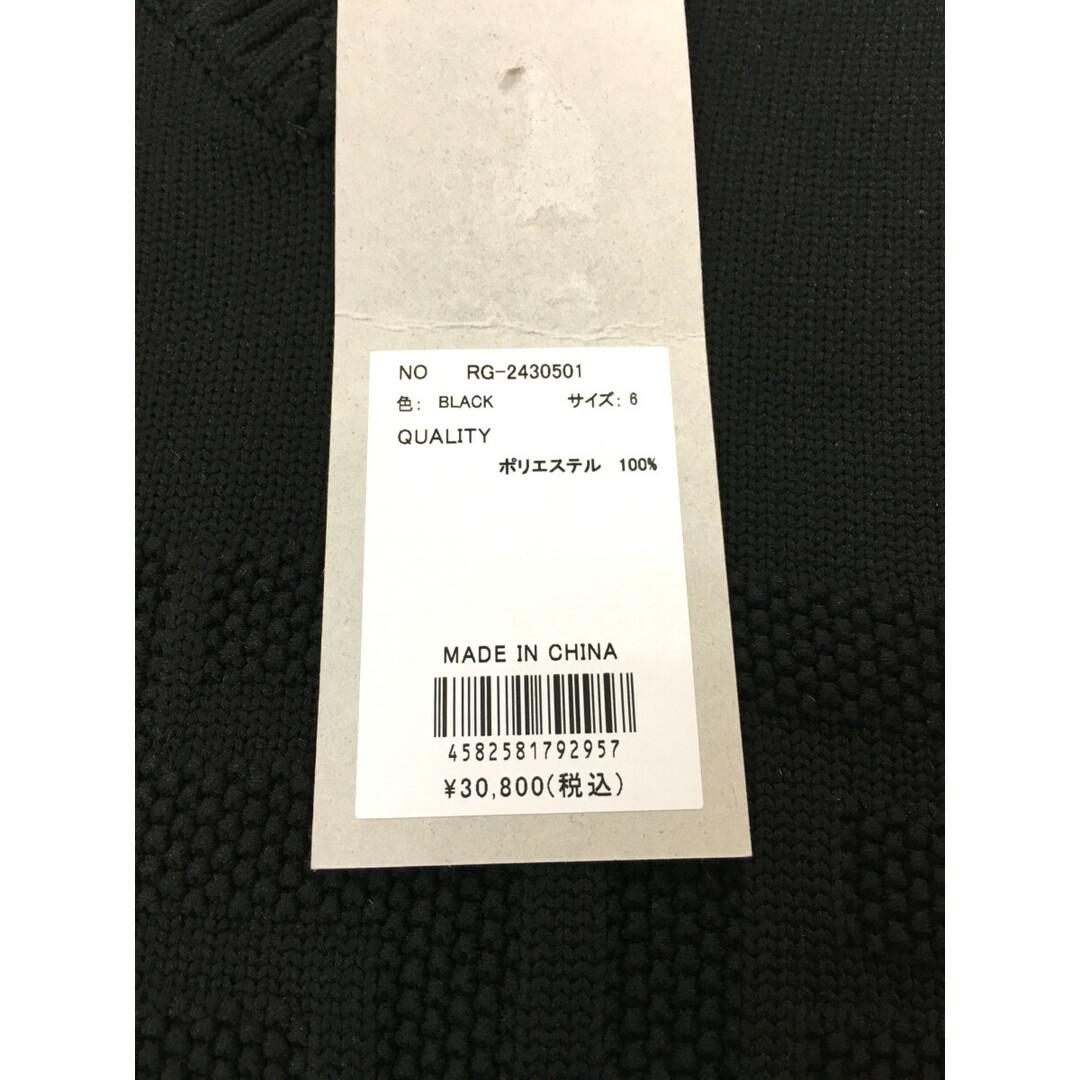 NO RG-2430501
色: BLACK サイズ: 6
QUALITY
ポリエステル 100%
MADE IN CHINA
4582581792957
¥30,800(税込)